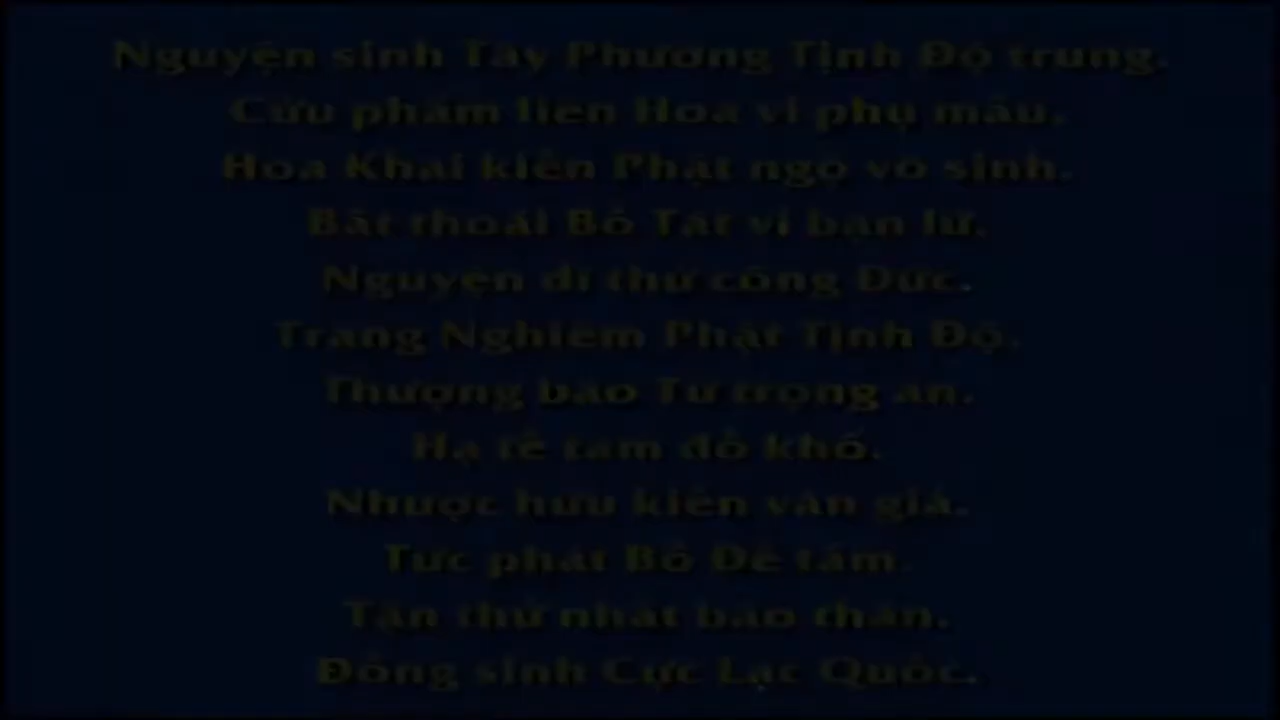 Nguyện sinh Tây Phương Tịnh Độ trung.
Cửu phẩm liên Hoa vi phụ mẫu.
Hoa Khai kiến Phật ngộ vô sinh.
Bất thoái Bồ Tát vi bạn lữ.
Nguyện dĩ thử công Đức.
Trang Nghiêm Phật Tịnh Độ.
Thượng báo Tứ trọng ân.
Hạ tế tam đồ khổ.
Nhược hữu kiến văn giả.
Tức phát Bồ Đề tâm.
Tận thử nhất báo thân.
Đồng sinh Cực Lạc Quốc.